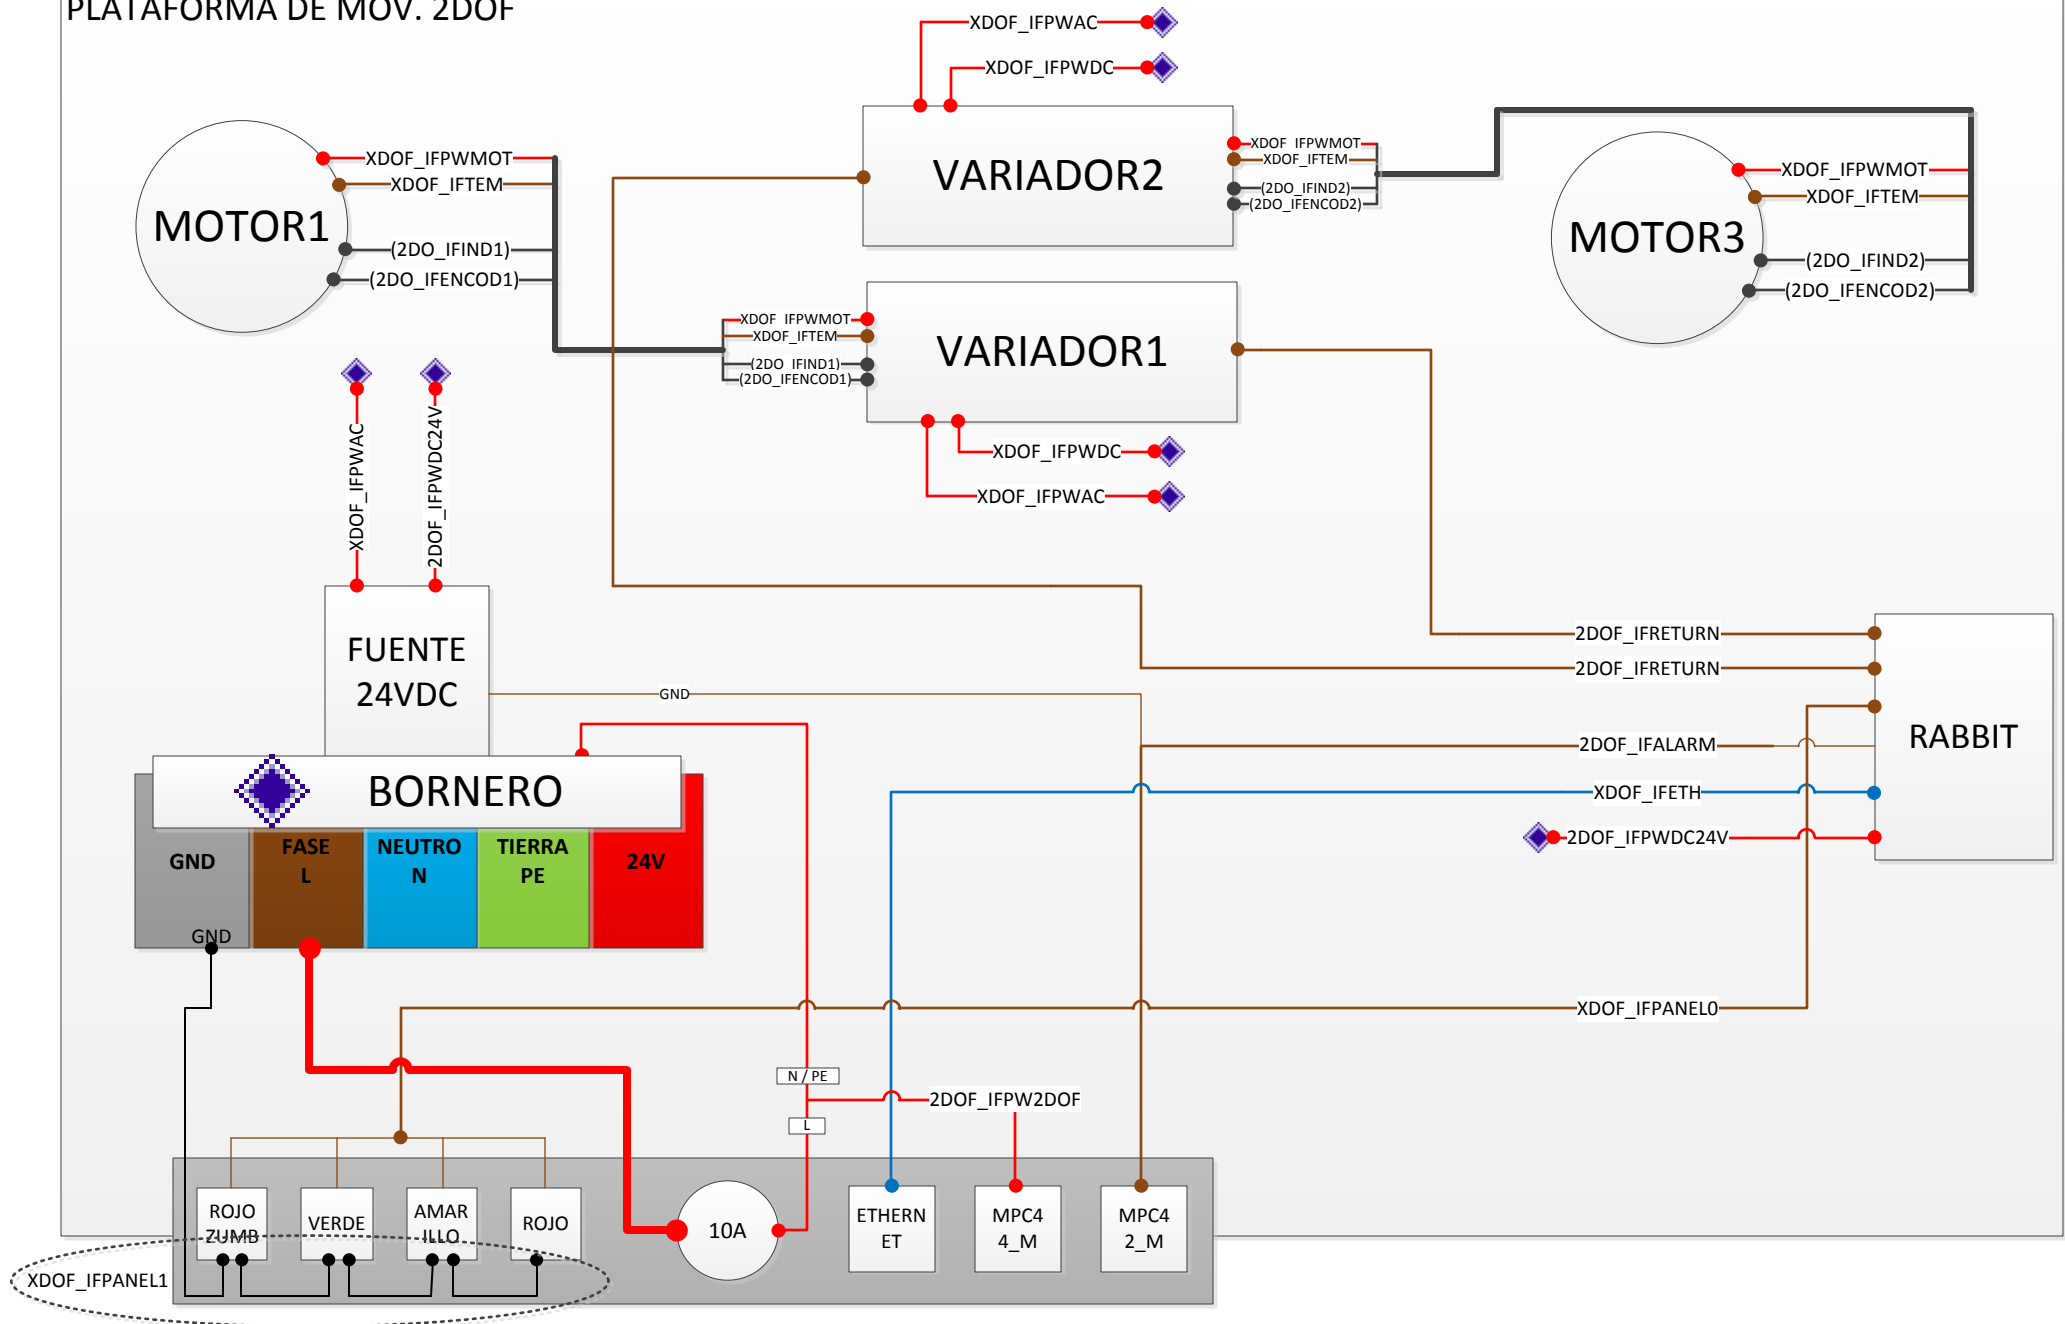 PLATAFORMA DE MOV. 2DOF
XDOF_IFPWAC
XDOF_IFPWDC
MOTOR1
XDOF_IFPWMOT
XDOF_IFTEM
(2DO_IFIND1)
(2DO_IFENCOD1)
VARIADOR2
XDOF_IFPWMOT
XDOF_IFTEM
(2DO_IFIND2)
(2DO_IFENCOD2)
MOTOR3
XDOF_IFPWMOT
XDOF_IFTEM
(2DO_IFIND2)
(2DO_IFENCOD2)
XDOF_IFPWMOT
XDOF_IFTEM
(2DO_IFIND1)
(2DO_IFENCOD1)
VARIADOR1
XDOF_IFPWDC
XDOF_IFPWAC
XDOF_IFPWAC
2DOF_IFPWDC24V
FUENTE
24VDC
GND
2DOF_IFRETURN
2DOF_IFRETURN
2DOF_IFALARM
XDOF_IFETH
2DOF_IFPWDC24V
RABBIT
BORNERO
GND
FASE
L
NEUTRO
N
TIERRA
PE
24V
GND
XDOF_IFPANEL0
N / PE
2DOF_IFPW2DOF
L
ROJO
ZUMB
VERDE
AMAR
ILLO
ROJO
10A
ETHERN
ET
MPC4
4_M
MPC4
2_M
XDOF_IFPANEL1